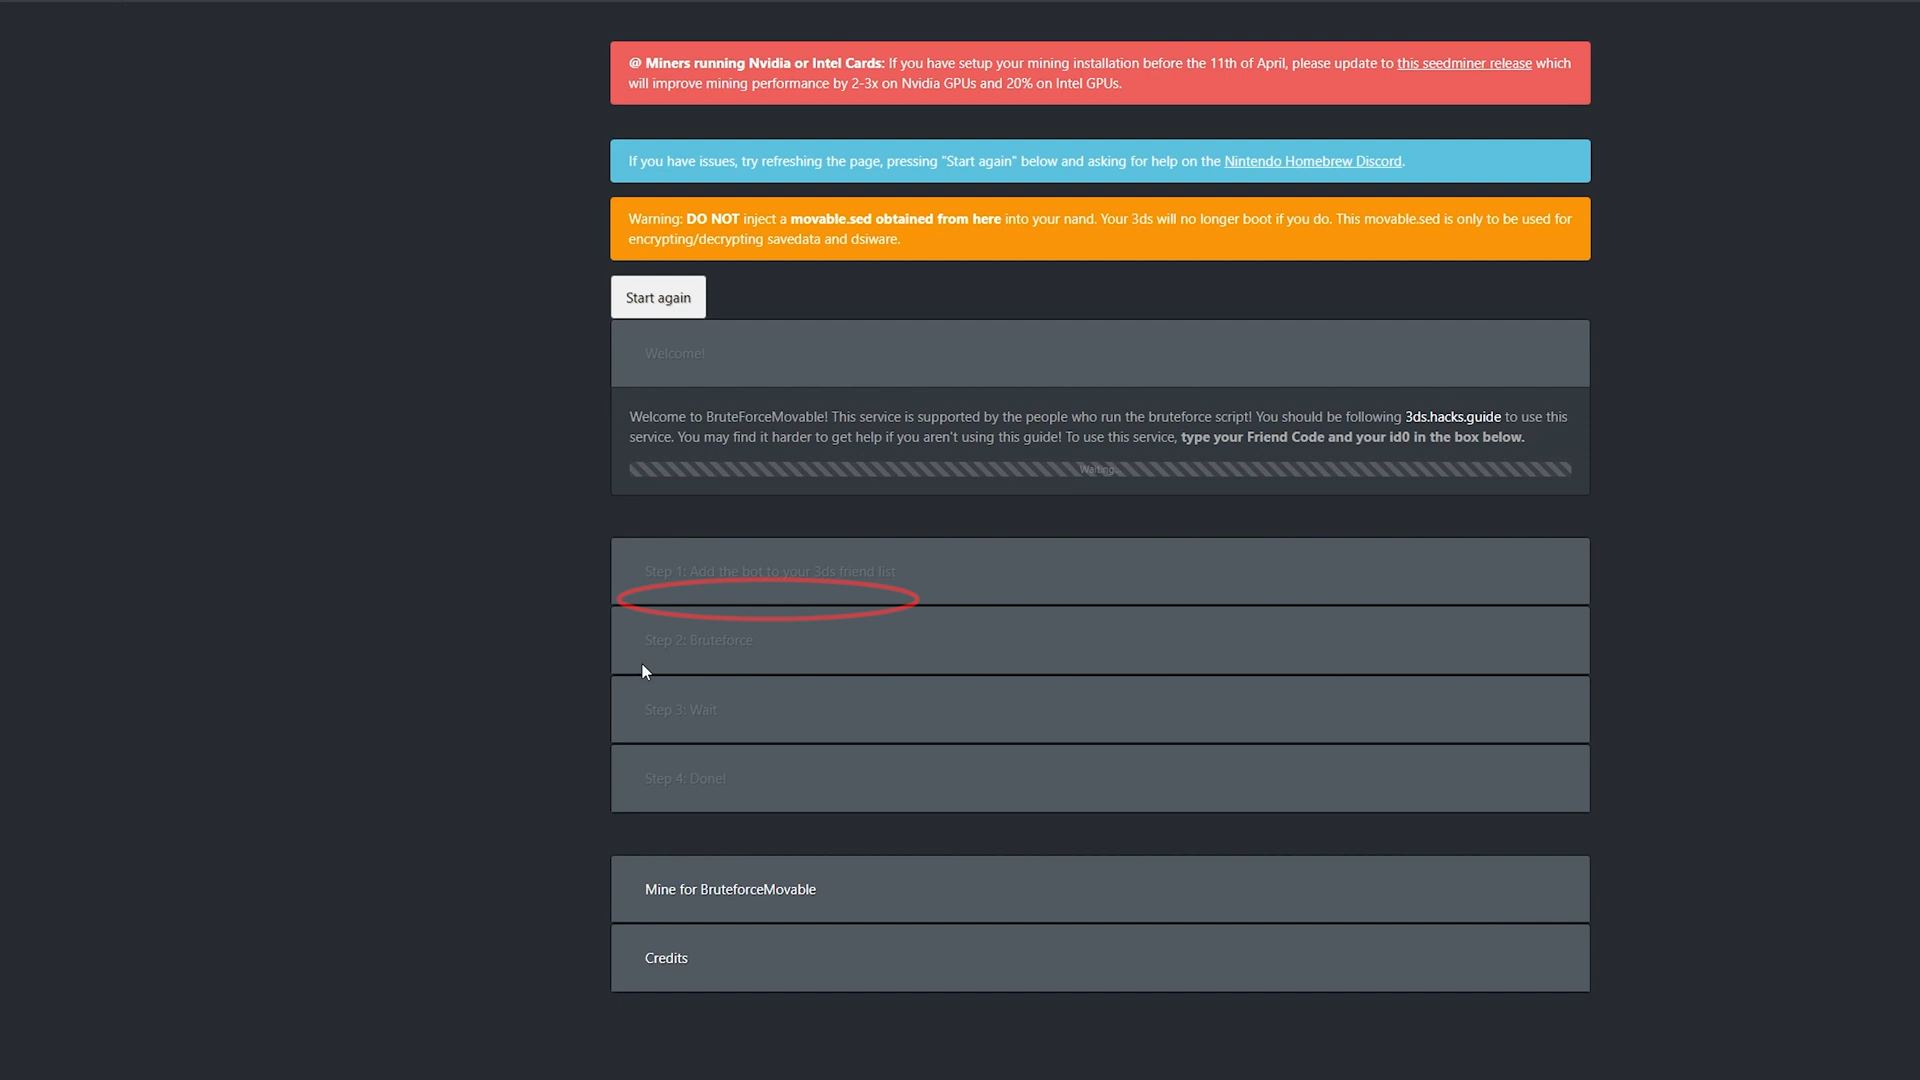 @ Miners running Nvidia or Intel Cards: If you have setup your mining installation before the 11th of April, please update to this seedminer release which
will improve mining performance by 2-3x on Nvidia GPUs and 20% on Intel GPUs.
If you have issues, try refreshing the page, pressing "Start again" below and asking for help on the Nintendo Homebrew Discord.
Warning: DO NOT inject a movable.sed obtained from here into your nand. Your 3ds will no longer boot if you do. This movable.sed is only to be used for
encrypting/decrypting savedata and dsiware.
Start again
Welcome!
Welcome to BruteForceMovable! This service is supported by the people who run the bruteforce script! You should be following 3ds.hacks.guide to use this
service. You may find it harder to get help if you aren't using this guide! To use this service, type your Friend Code and your id0 in the box below.
Waiting...
Step 1: Add the bot to your 3ds friend list
Step 2: Bruteforce
Step 3: Wait
Step 4: Done!
Mine for BruteforceMovable
Credits